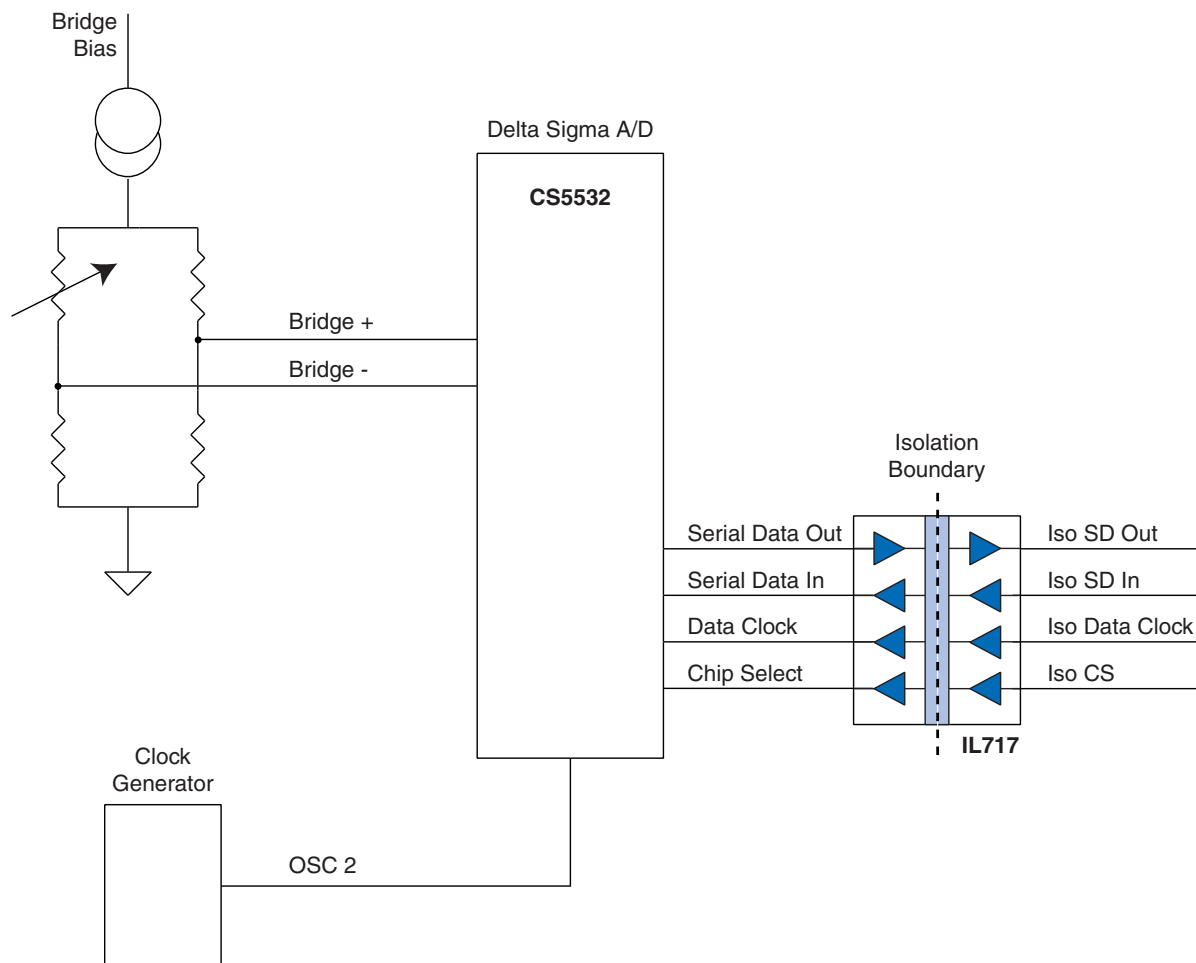 Bridge
Bias
Delta Sigma A/D
CS5532
Bridge +
Bridge -
Isolation
Boundary
Serial Data Out
Iso SD Out
Serial Data In
Iso SD In
Data Clock
Iso Data Clock
Chip Select
Iso CS
IL717
Clock
Generator
OSC 2